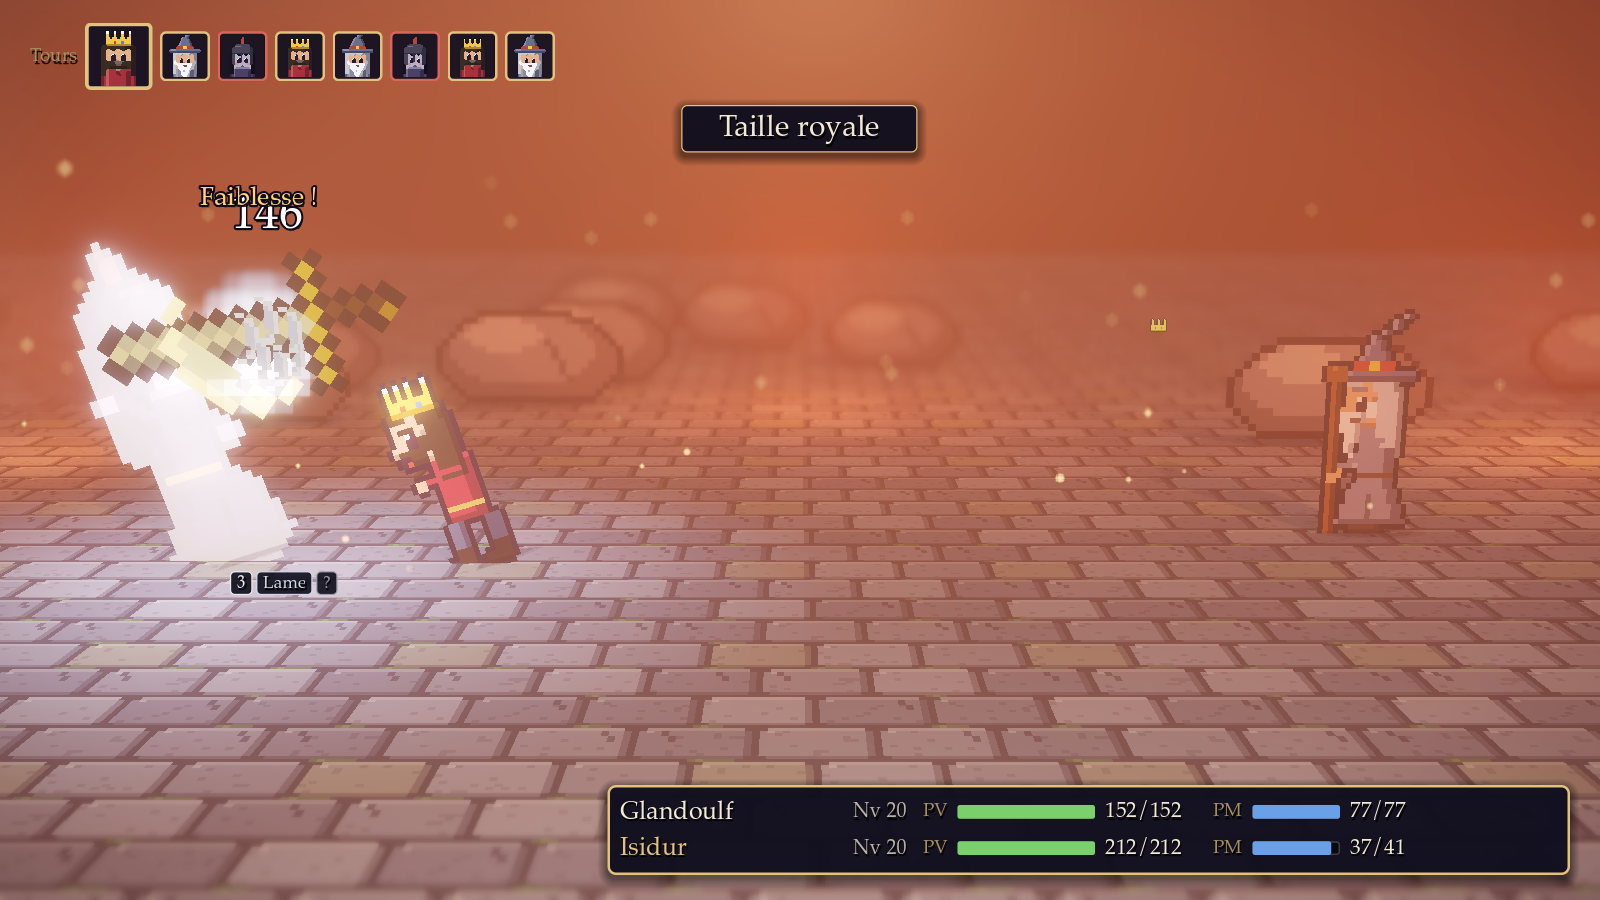 Tours
Taille royale
Faiblesse !
146
3 Lame ?
Glandoulf Nv 20 PV 152/152 PM 77/77
Isidur Nv 20 PV 212/212 PM 37/41